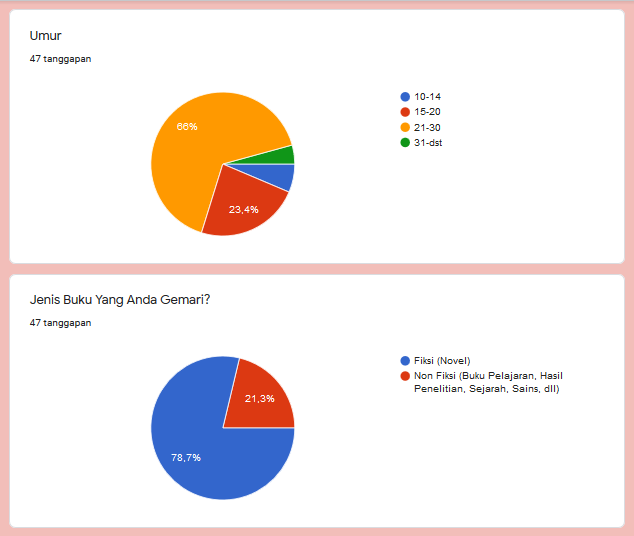 Umur
47 tanggapan
10-14
15-20
21-30
31-dst
66%
23,4%
Jenis Buku Yang Anda Gemari?
47 tanggapan
Fiksi (Novel)
Non Fiksi (Buku Pelajaran, Hasil
Penelitian, Sejarah, Sains, dll)
21,3%
78,7%